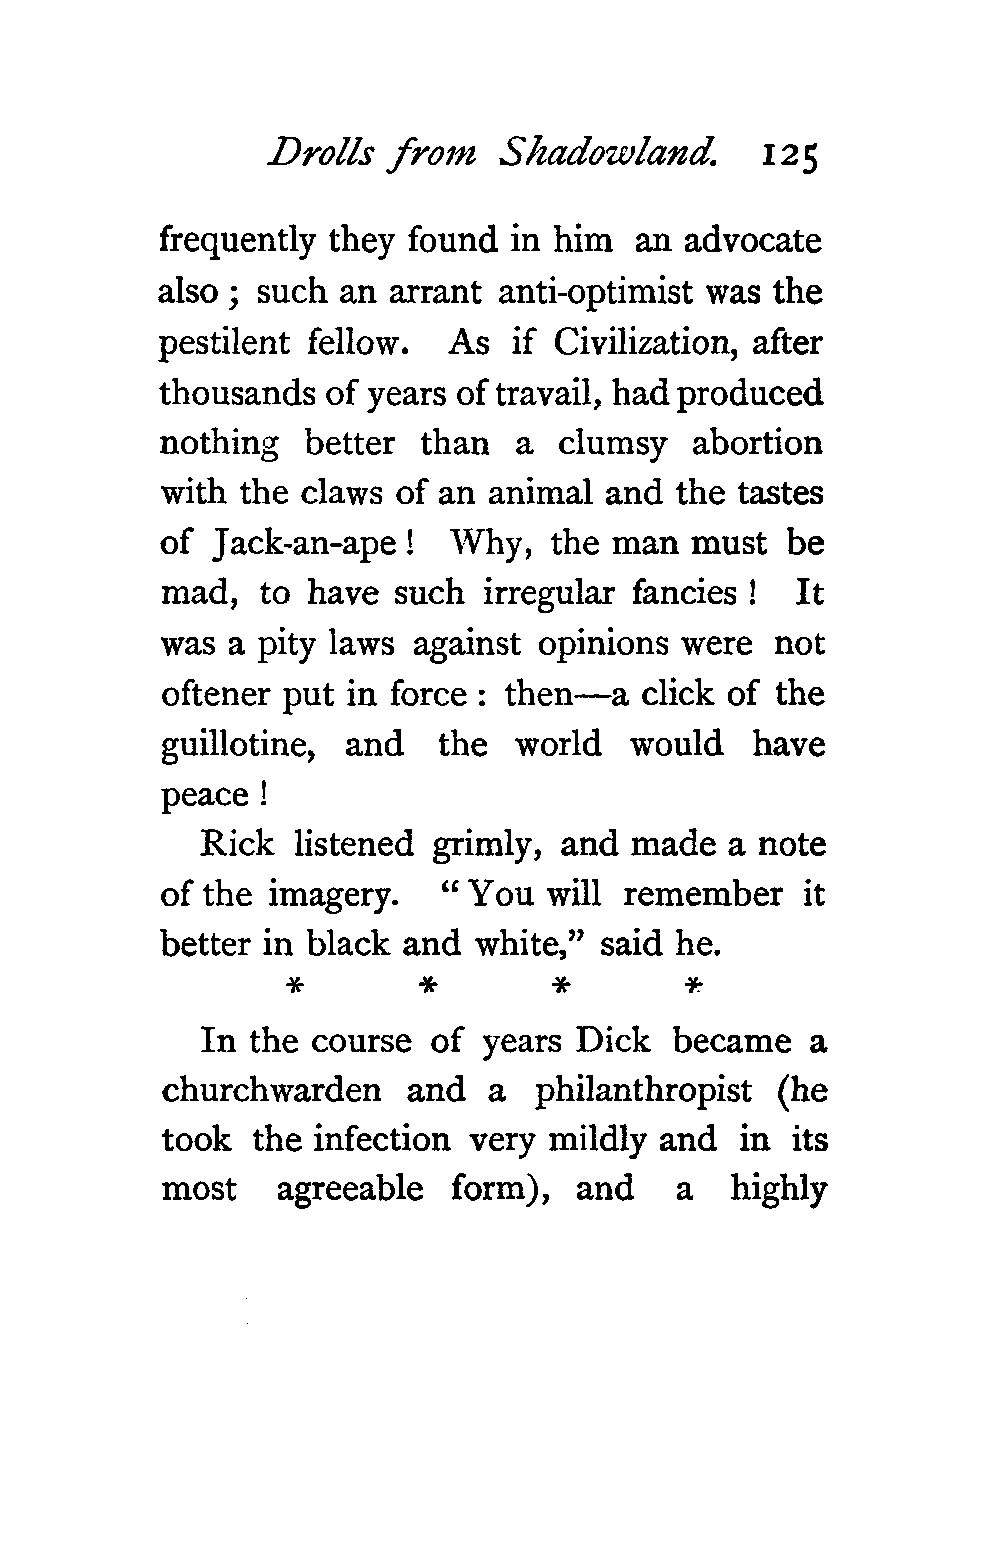 Drolls from Shadowland. 125
frequently they found in him an advocate
also ; such an arrant anti-optimist was the
pestilent fellow. As if Civilization, after
thousands of years of travail, had produced
nothing better than a clumsy abortion
with the claws of an animal and the tastes
of Jack-an-ape ! Why, the man must be
mad, to have such irregular fancies ! It
was a pity laws against opinions were not
oftener put in force : then—a click of the
guillotine, and the world would have
peace !
Rick listened grimly, and made a note
of the imagery. “ You will remember it
better in black and white,” said he.
* * * *
In the course of years Dick became a
churchwarden and a philanthropist (he
took the infection very mildly and in its
most agreeable form), and a highly